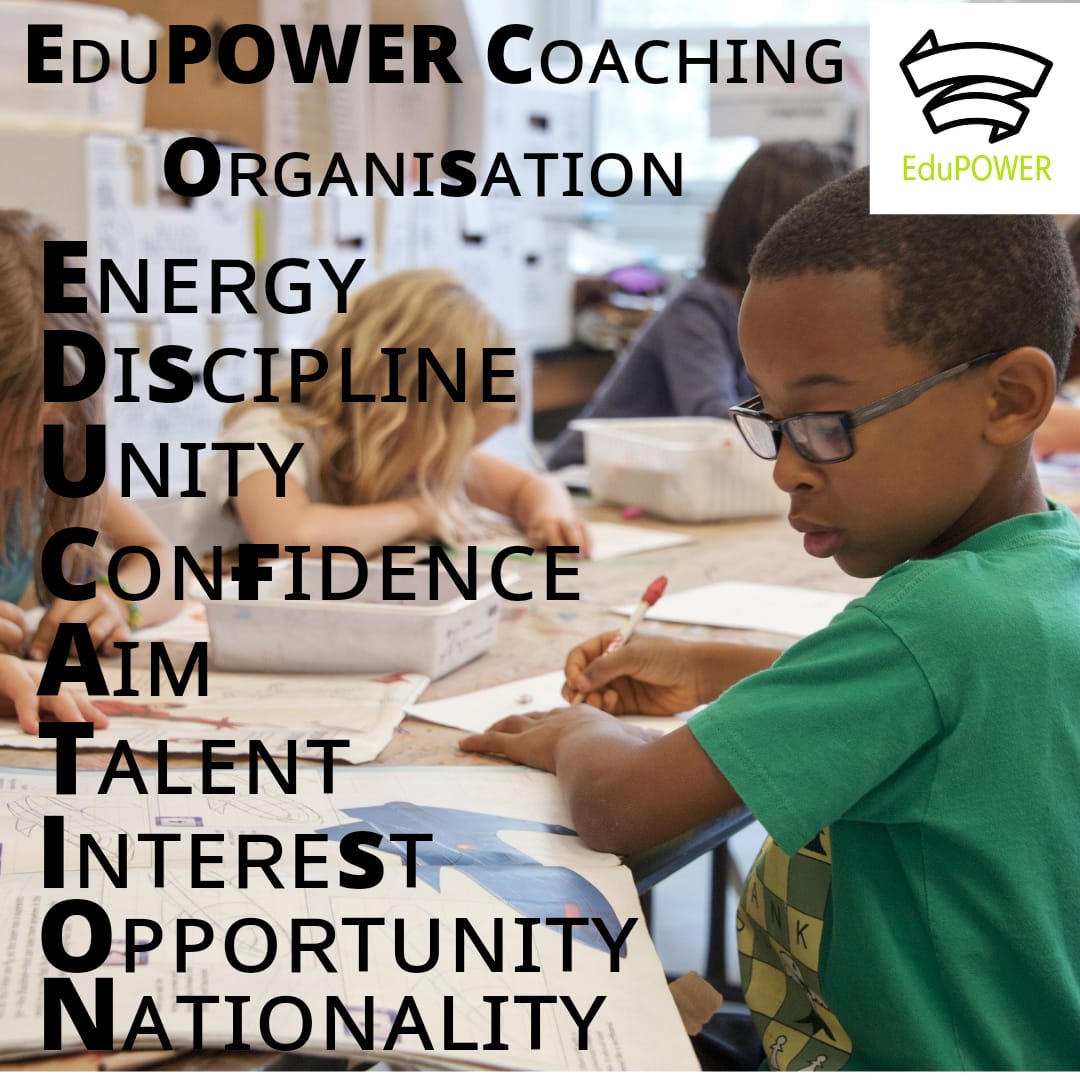 EduPOWER Coaching
Organisation
EduPOWER
Energy
Discipline
Unity
Confidence
Aim
Talent
Interest
Opportunity
Nationality